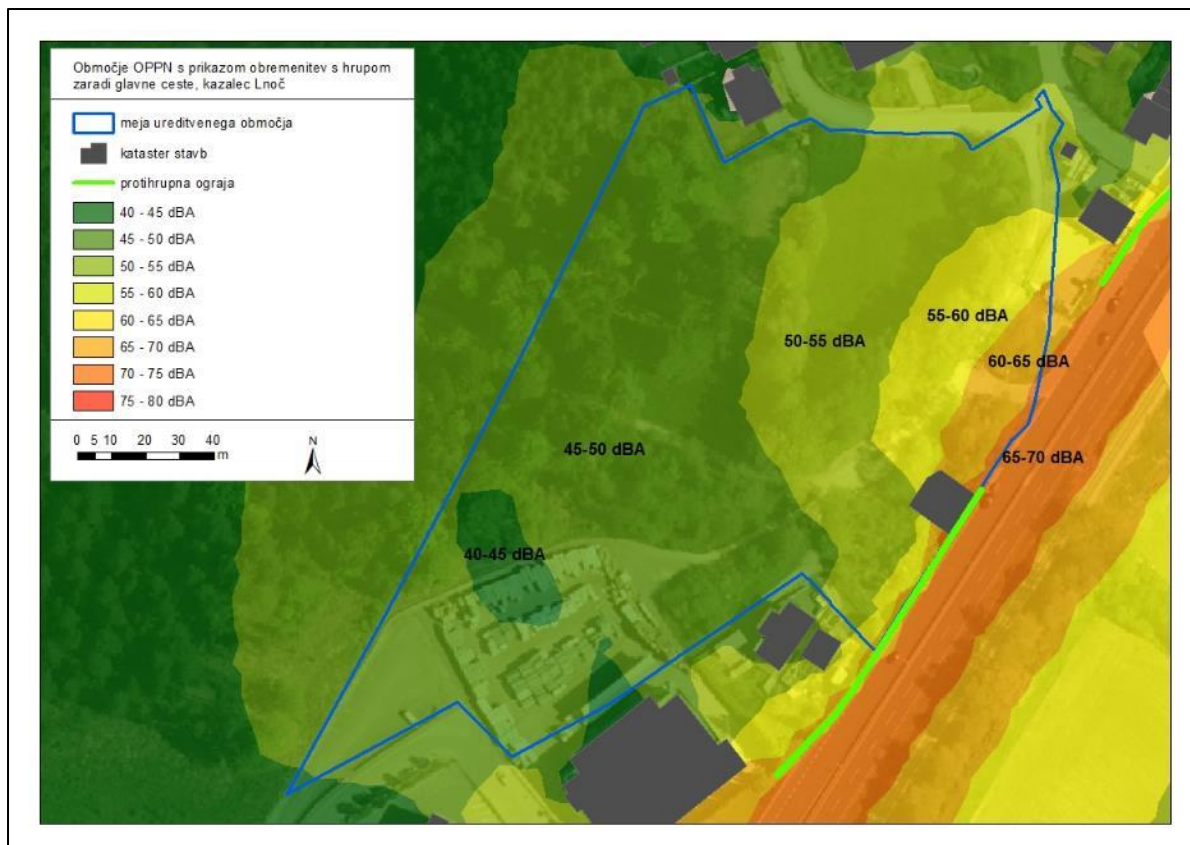 Območje OPPN s prikazom obremenitev s hrupom
zaradi glavne ceste, kazalec Lnoč
meja ureditvenega območja
kataster stavb
protihrupna ograja
40 - 45 dBA
45 - 50 dBA
50 - 55 dBA
55 - 60 dBA
60 - 65 dBA
65 - 70 dBA
70 - 75 dBA
75 - 80 dBA
0 5 10 20 30 40
m
N
55-60 dBA
50-55 dBA
60-65 dBA
45-50 dBA
65-70 dBA
40-45 dBA